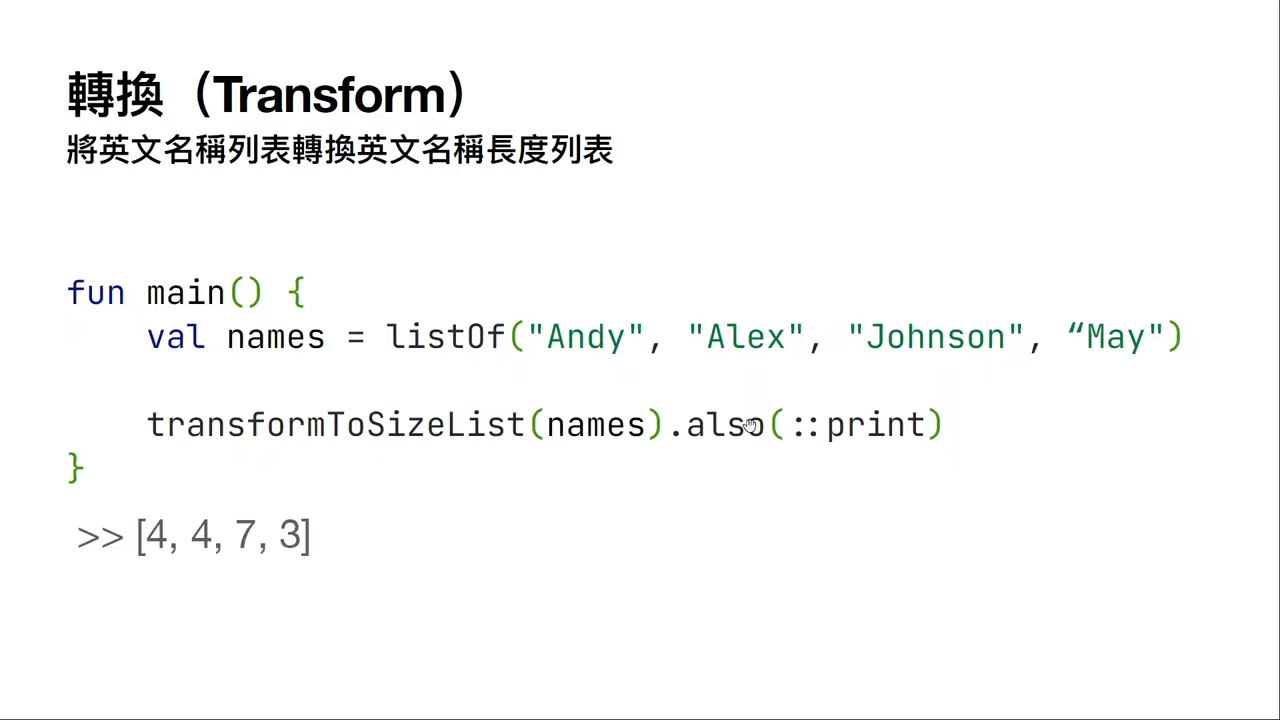 轉換（Transform）
將英文名稱列表轉換英文名稱長度列表
fun main() {
    val names = listOf("Andy", "Alex", "Johnson", “May")
    transformToSizeList(names).also(::print)
}
>> [4, 4, 7, 3]